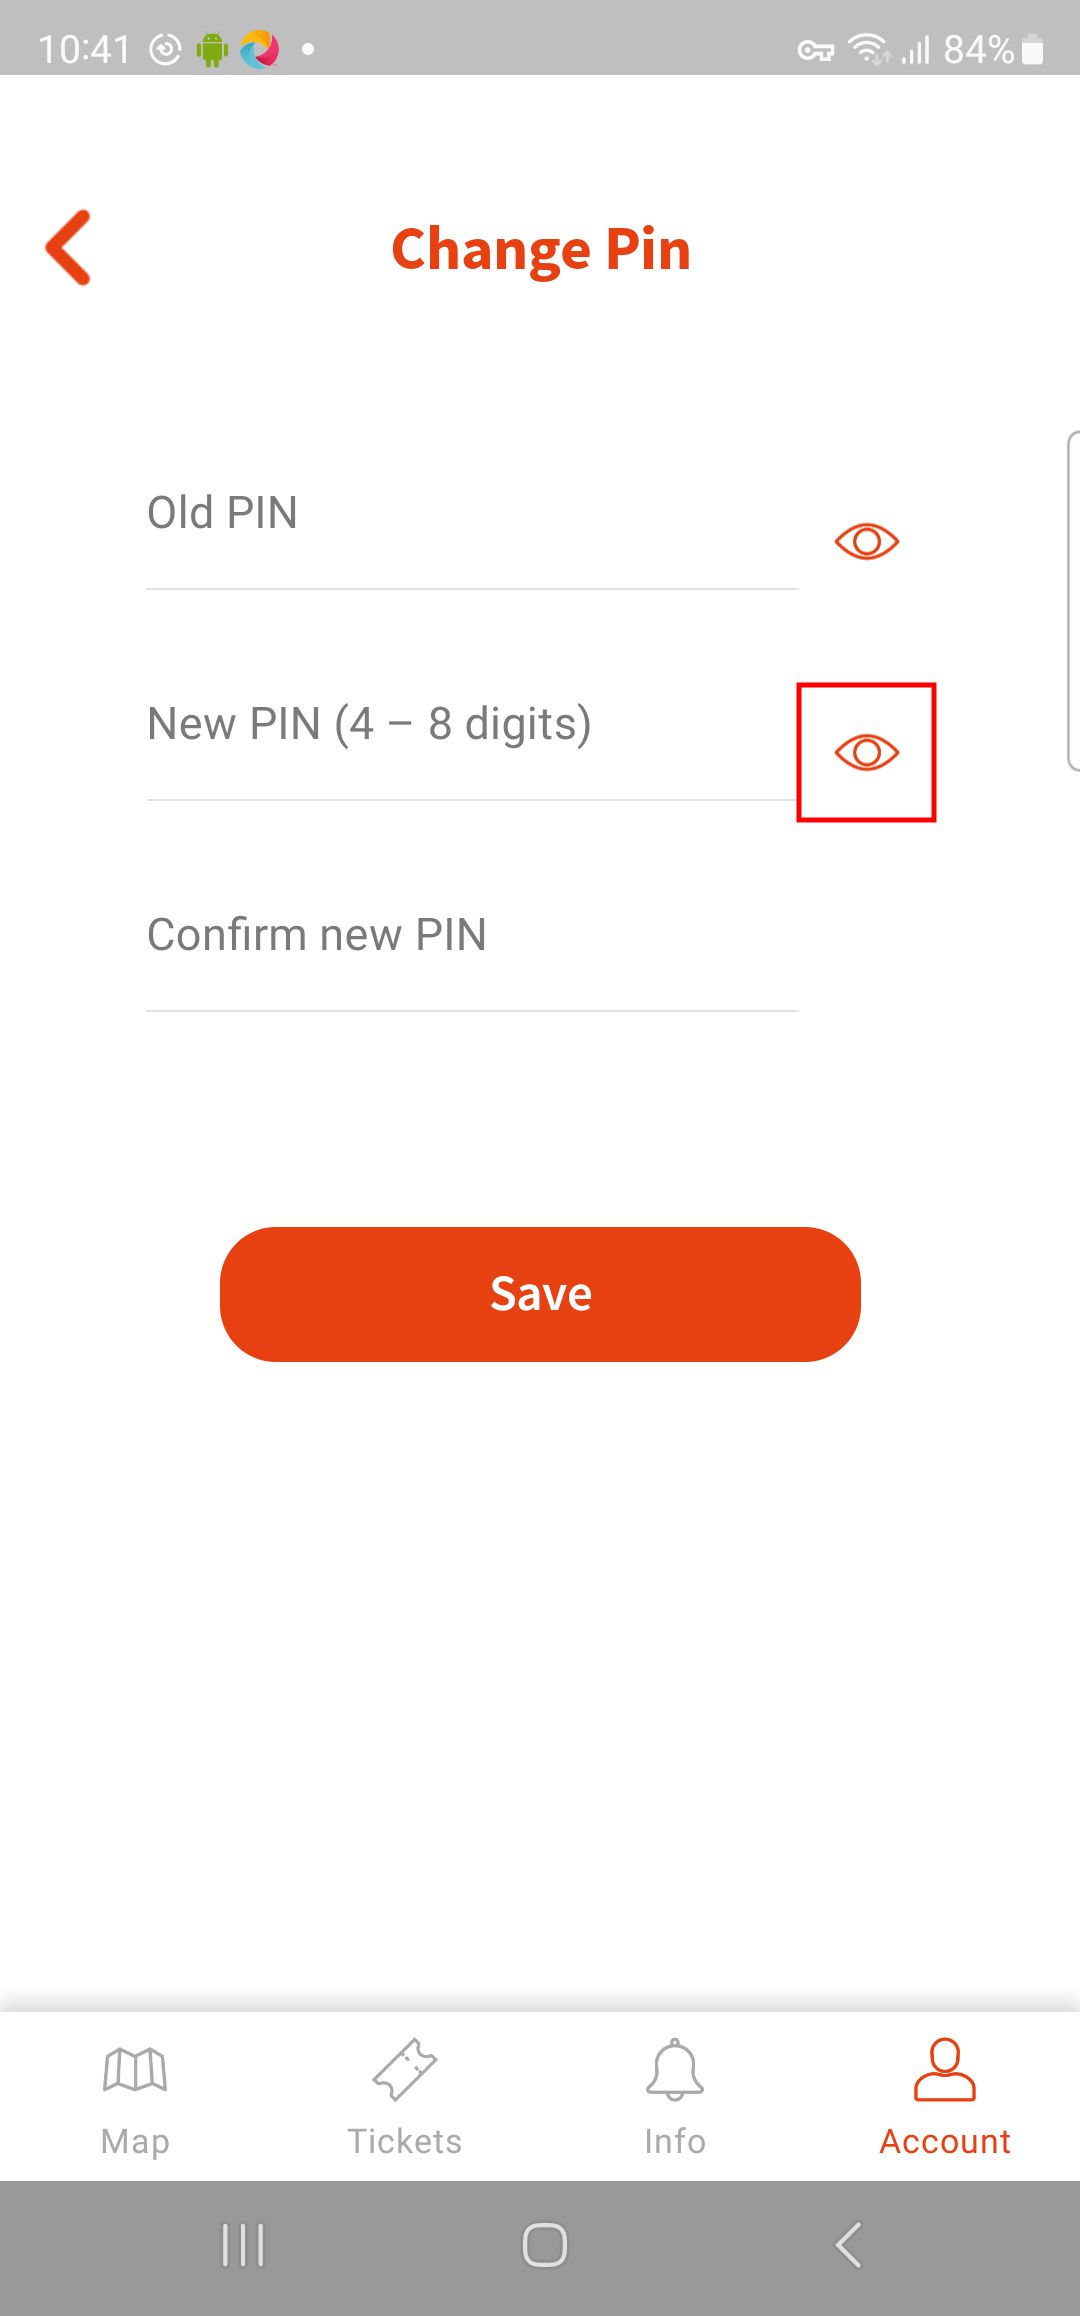 10:41
84%
Change Pin
Old PIN
New PIN (4 – 8 digits)
Confirm new PIN
Save
Map
Tickets
Info
Account